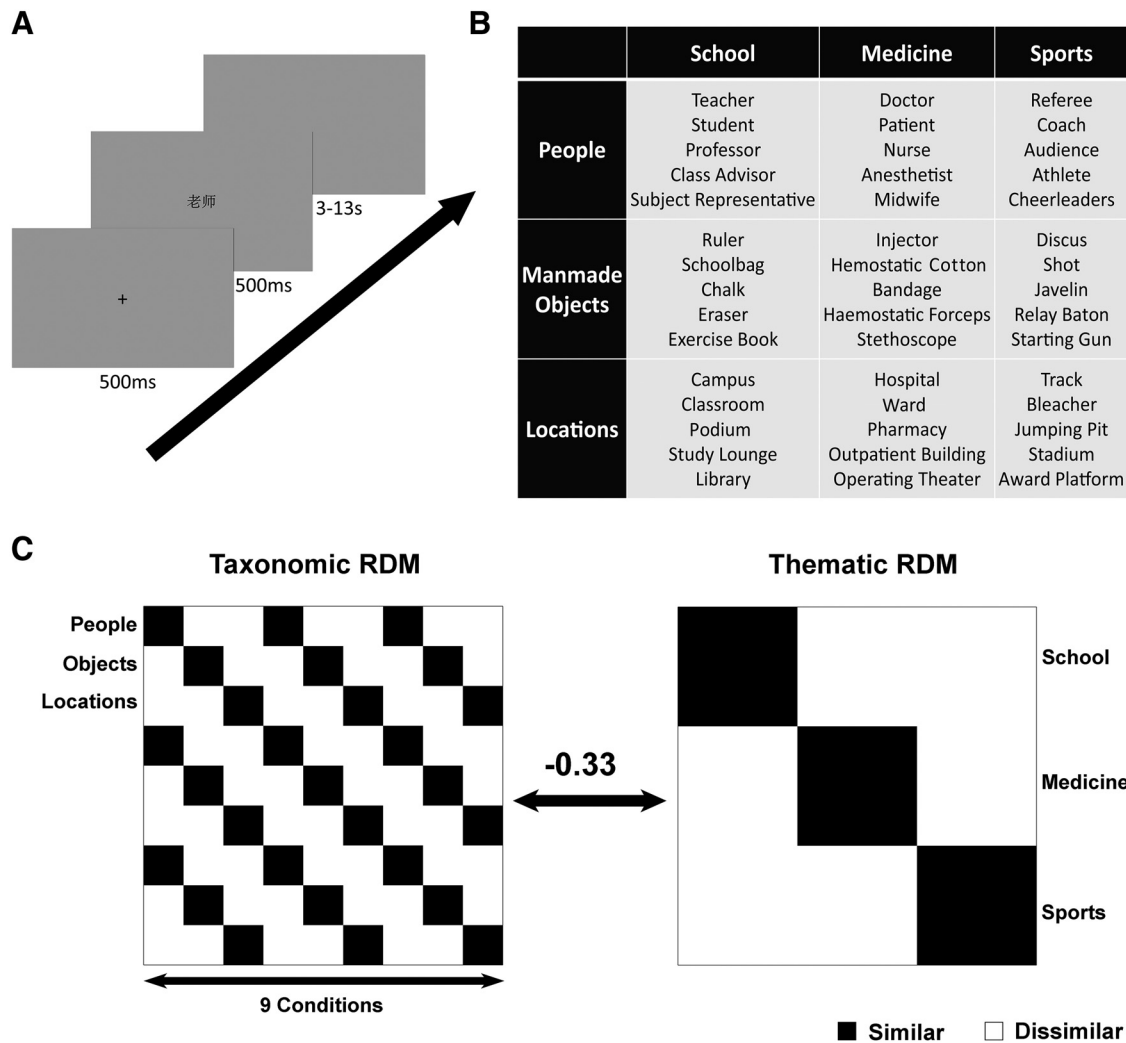 A
+
500ms
老师
500ms
3-13s
B
School Medicine Sports
People
Teacher
Student
Professor
Class Advisor
Subject Representative
Doctor
Patient
Nurse
Anesthetist
Midwife
Referee
Coach
Audience
Athlete
Cheerleaders
Manmade
Objects
Ruler
Schoolbag
Chalk
Eraser
Exercise Book
Injector
Hemostatic Cotton
Bandage
Haemostatic Forceps
Stethoscope
Discus
Shot
Javelin
Relay Baton
Starting Gun
Locations
Campus
Classroom
Podium
Study Lounge
Library
Hospital
Ward
Pharmacy
Outpatient Building
Operating Theater
Track
Bleacher
Jumping Pit
Stadium
Award Platform
C
Taxonomic RDM
People
Objects
Locations
9 Conditions
-0.33
Thematic RDM
School
Medicine
Sports
Similar
Dissimilar